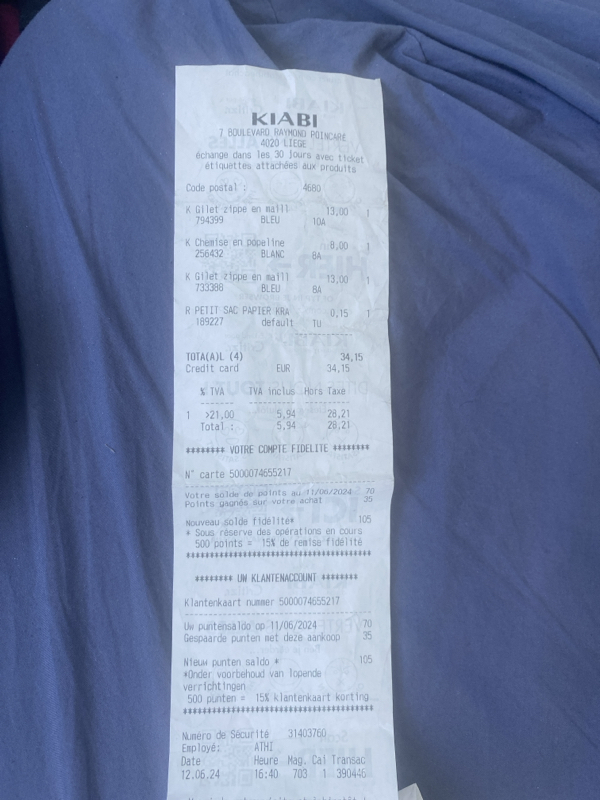 KIABI
7 BOULEVARD RAYMOND POINCARE
4020 LIEGE
échange dans les 30 jours avec ticket
étiquettes attachées aux produits
Code postal : 4680
K Gilet zippe en maill 13,00 1
794399 BLEU 10A
K Chemise en popeline 8,00 1
256432 BLANC 8A
K Gilet zippe en maill 13,00 1
733388 BLEU 8A
R PETIT SAC PAPIER KRA 0,15 1
189227 default TU
TOTA(A)L (4) 34,15
Credit card EUR 34,15
% TVA TVA inclus Hors Taxe
1 >21,00 5,94 28,21
Total : 5,94 28,21
******** VOTRE COMPTE FIDELITE ********
N° carte 5000074655217
Votre solde de points au 11/06/2024 70
Points gagnés sur votre achat 35
Nouveau solde fidélité* 105
* Sous réserve des opérations en cours
500 points = 15% de remise fidélité
****************************************
******** UW KLANTENACCOUNT ********
Klantenkaart nummer 5000074655217
Uw puntensaldo op 11/06/2024 70
Gespaarde punten met deze aankoop 35
Nieuw punten saldo * 105
*Onder voorbehoud van lopende
verrichtingen
500 punten = 15% klantenkaart korting
****************************************
Numéro de Sécurité 31403760
Employé: ATHI
Date Heure Mag. Cai Transac
12.06.24 16:40 703 1 390446